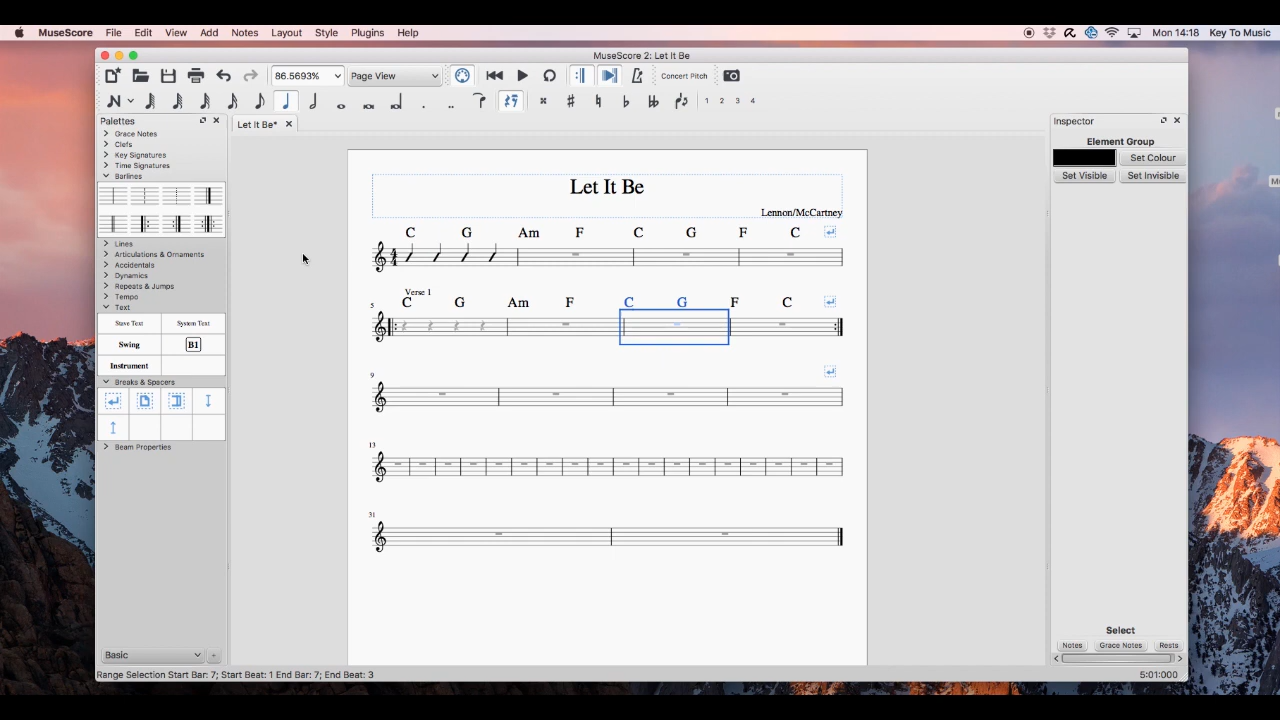 MuseScore File Edit View Add Notes Layout Style Plugins Help Mon 14:18 Key To Music
MuseScore 2: Let It Be
86.5693% Page View Concert Pitch
1 2 3 4
Palettes
Grace Notes
Clefs
Key Signatures
Time Signatures
Barlines
Lines
Articulations & Ornaments
Accidentals
Dynamics
Repeats & Jumps
Tempo
Text
Stave Text System Text
Swing B1
Instrument
Breaks & Spacers
Beam Properties
Basic
Let It Be*
Let It Be
Lennon/McCartney
C G Am F C G F C
4
4
Verse 1
C G Am F C G F C
5
9
13
31
Inspector
Element Group
Set Colour
Set Visible Set Invisible
Select
Notes Grace Notes Rests
Range Selection Start Bar: 7; Start Beat: 1 End Bar: 7; End Beat: 3
5:01:000